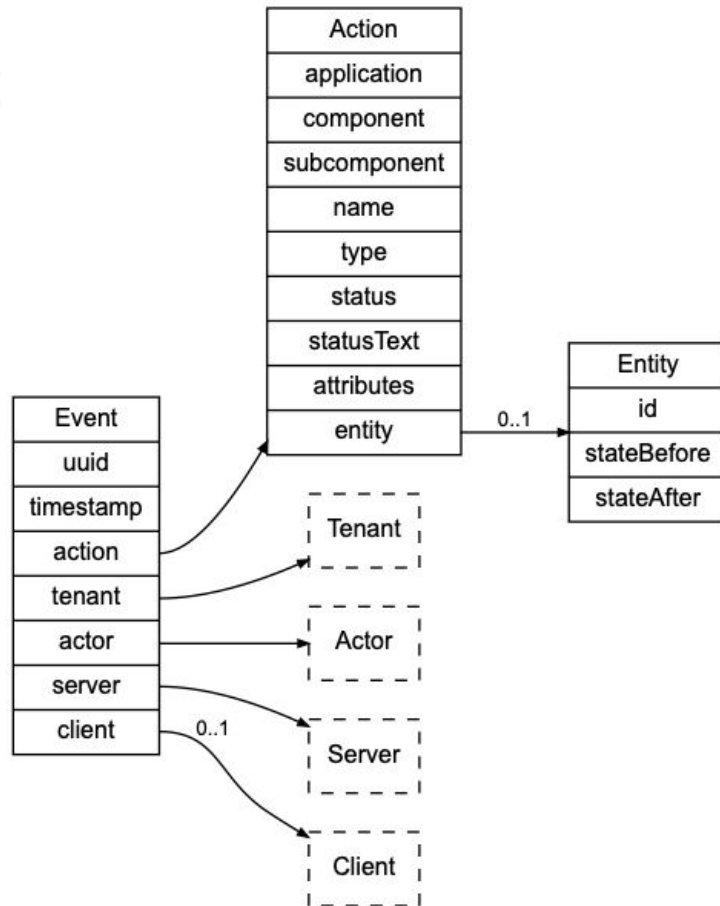 Action
application
component
subcomponent
name
type
status
statusText
attributes
entity
0..1
Entity
id
stateBefore
stateAfter
Event
uuid
timestamp
action
tenant
actor
server
client
0..1
Tenant
Actor
Server
Client